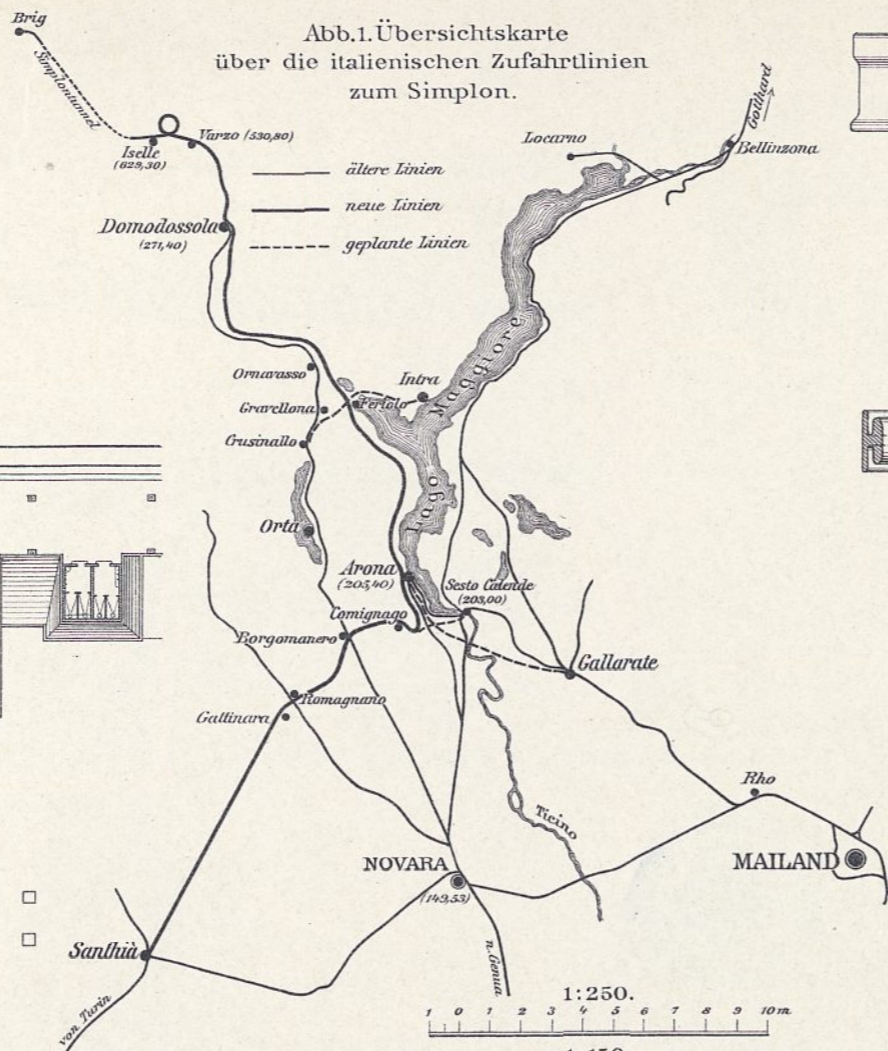 Abb.1.Übersichtskarte
über die italienischen Zufahrtlinien
zum Simplon.
Brig
Simplontunnel
Iselle
(629,30)
Varzo (530,80)
ältere Linien
neue Linien
geplante Linien
Domodossola
(271,40)
Locarno
Gotthard
Bellinzona
Ornavasso
Intra
Gravellona
Feriolo
Crusinallo
Lago Maggiore
Orta
Arona
(205,40)
Sesto Calende
(203,00)
Comignago
Borgomanero
Gallarate
Romagnano
Gattinara
Rho
Ticino
NOVARA
(149,53)
MAILAND
Santhià
von Turin
n. Genua
1:250.
1 0 1 2 3 4 5 6 7 8 9 10 m